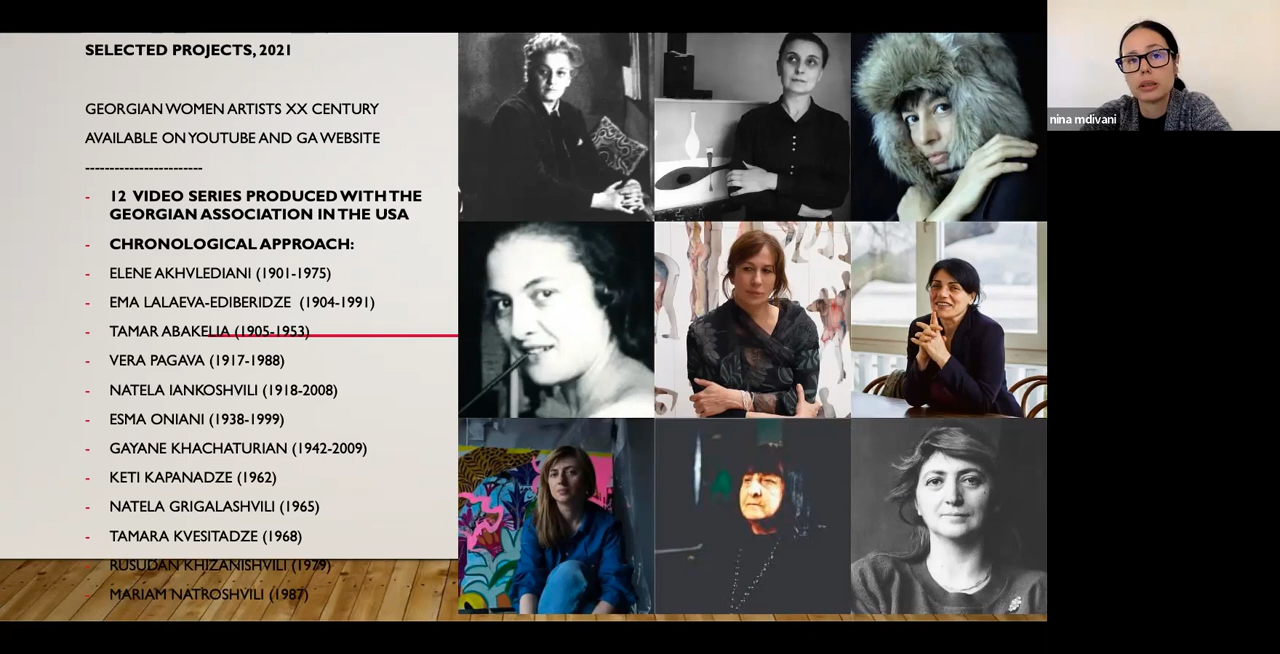 SELECTED PROJECTS, 2021
GEORGIAN WOMEN ARTISTS XX CENTURY
AVAILABLE ON YOUTUBE AND GA WEBSITE
------------------------
- 12 VIDEO SERIES PRODUCED WITH THE
GEORGIAN ASSOCIATION IN THE USA
- CHRONOLOGICAL APPROACH:
- ELENE AKHVLEDIANI (1901-1975)
- EMA LALAEVA-EDIBERIDZE (1904-1991)
- TAMAR ABAKELIA (1905-1953)
- VERA PAGAVA (1917-1988)
- NATELA IANKOSHVILI (1918-2008)
- ESMA ONIANI (1938-1999)
- GAYANE KHACHATURIAN (1942-2009)
- KETI KAPANADZE (1962)
- NATELA GRIGALASHVILI (1965)
- TAMARA KVESITADZE (1968)
- RUSUDAN KHIZANISHVILI (1979)
- MARIAM NATROSHVILI (1987)
nina mdivani